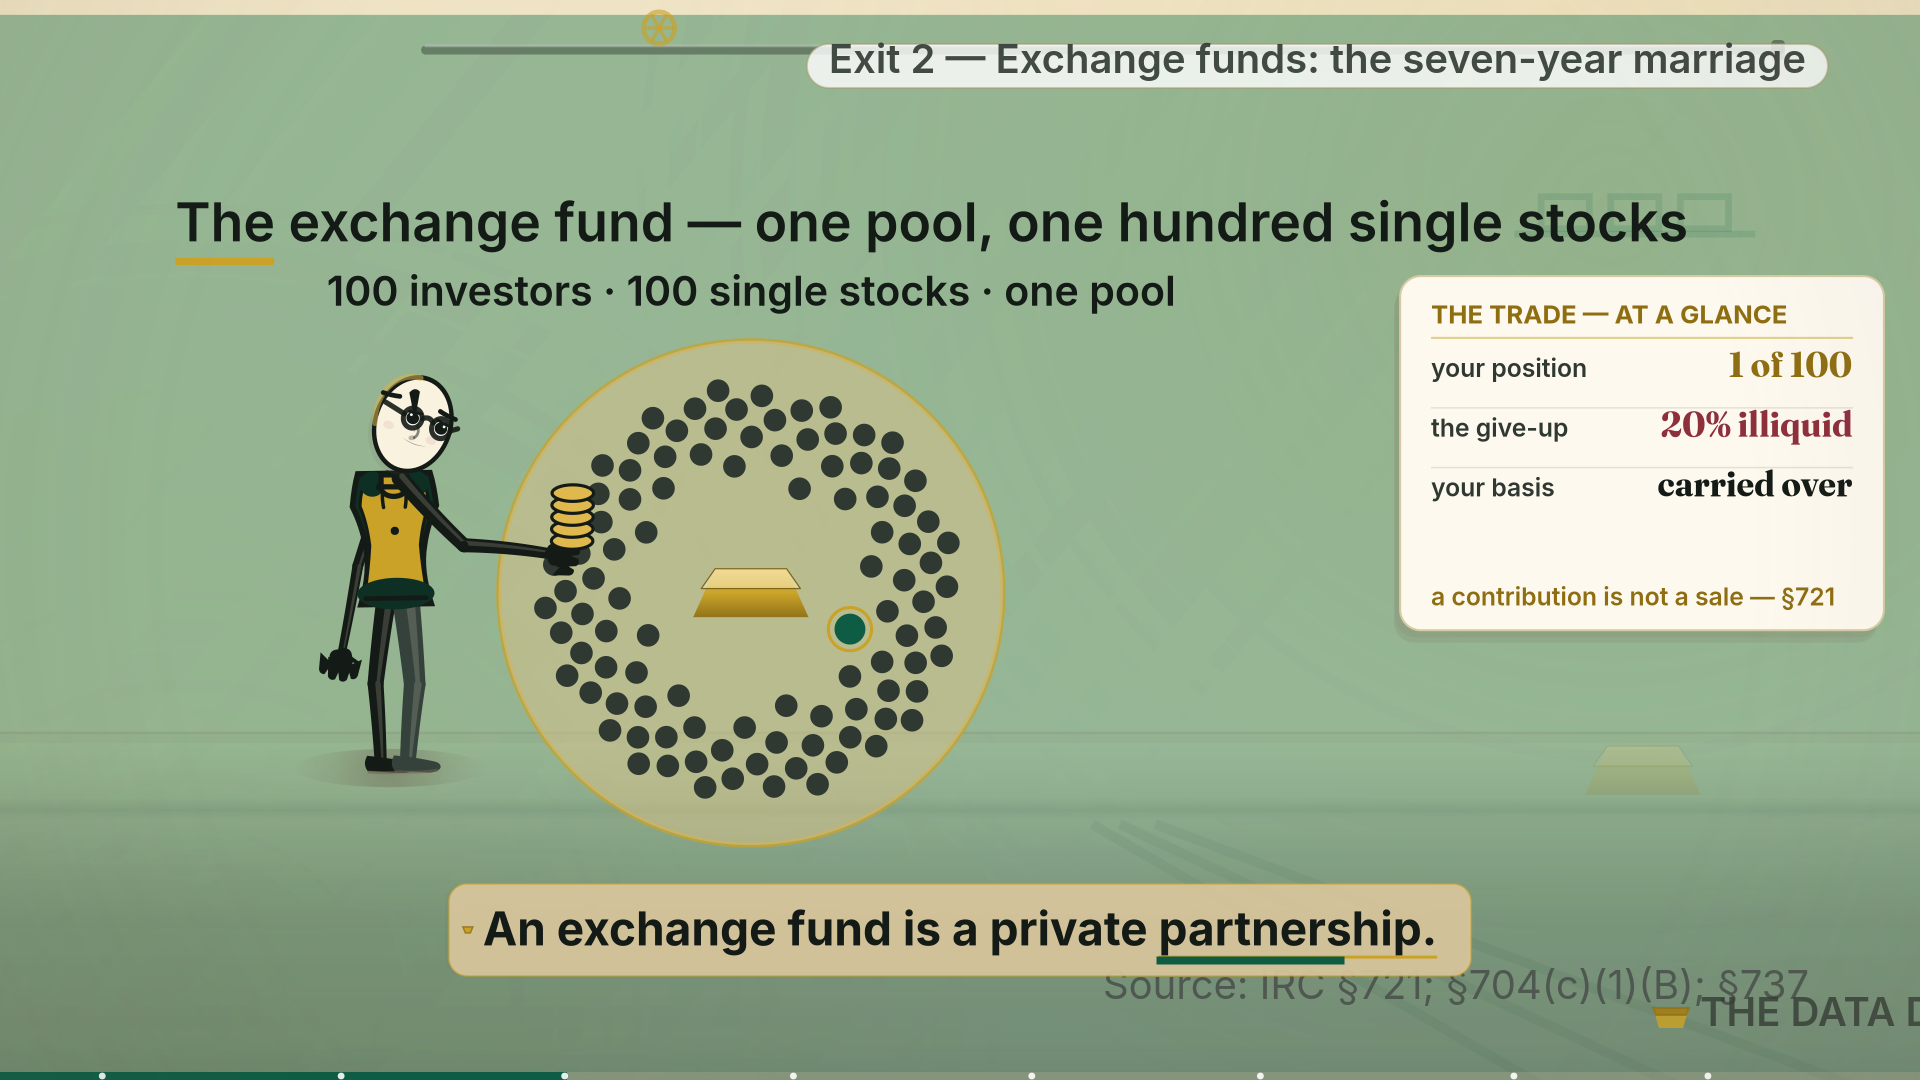 Exit 2 — Exchange funds: the seven-year marriage
The exchange fund — one pool, one hundred single stocks
100 investors · 100 single stocks · one pool
THE TRADE — AT A GLANCE
your position 1 of 100
the give-up 20% illiquid
your basis carried over
a contribution is not a sale — §721
An exchange fund is a private partnership.
Source: IRC §721; §704(c)(1)(B); §737
THE DATA D